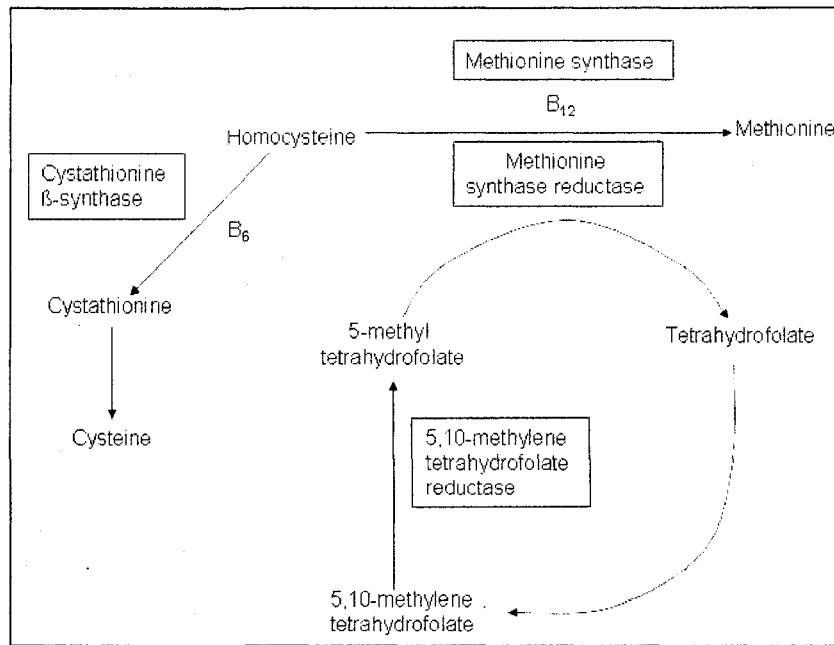 Methionine synthase
B12
Homocysteine
Methionine
Cystathionine
ß-synthase
Methionine
synthase reductase
B6
Cystathionine
5-methyl
tetrahydrofolate
Tetrahydrofolate
Cysteine
5,10-methylene
tetrahydrofolate
reductase
5,10-methylene
tetrahydrofolate